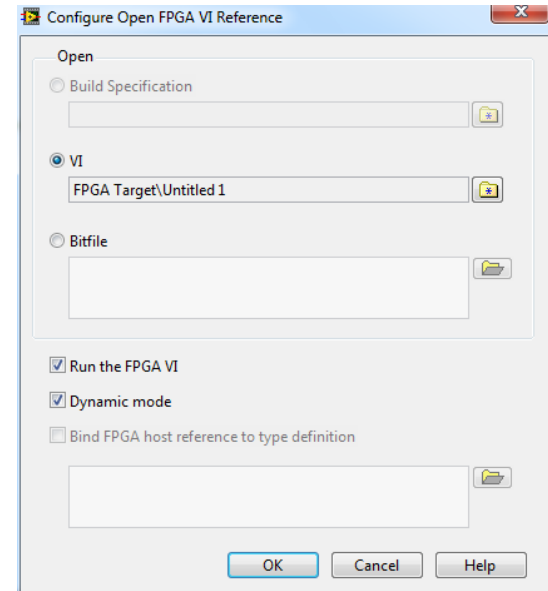 Configure Open FPGA VI Reference
Open
Build Specification
VI
FPGA Target\Untitled 1
Bitfile
Run the FPGA VI
Dynamic mode
Bind FPGA host reference to type definition
OK Cancel Help